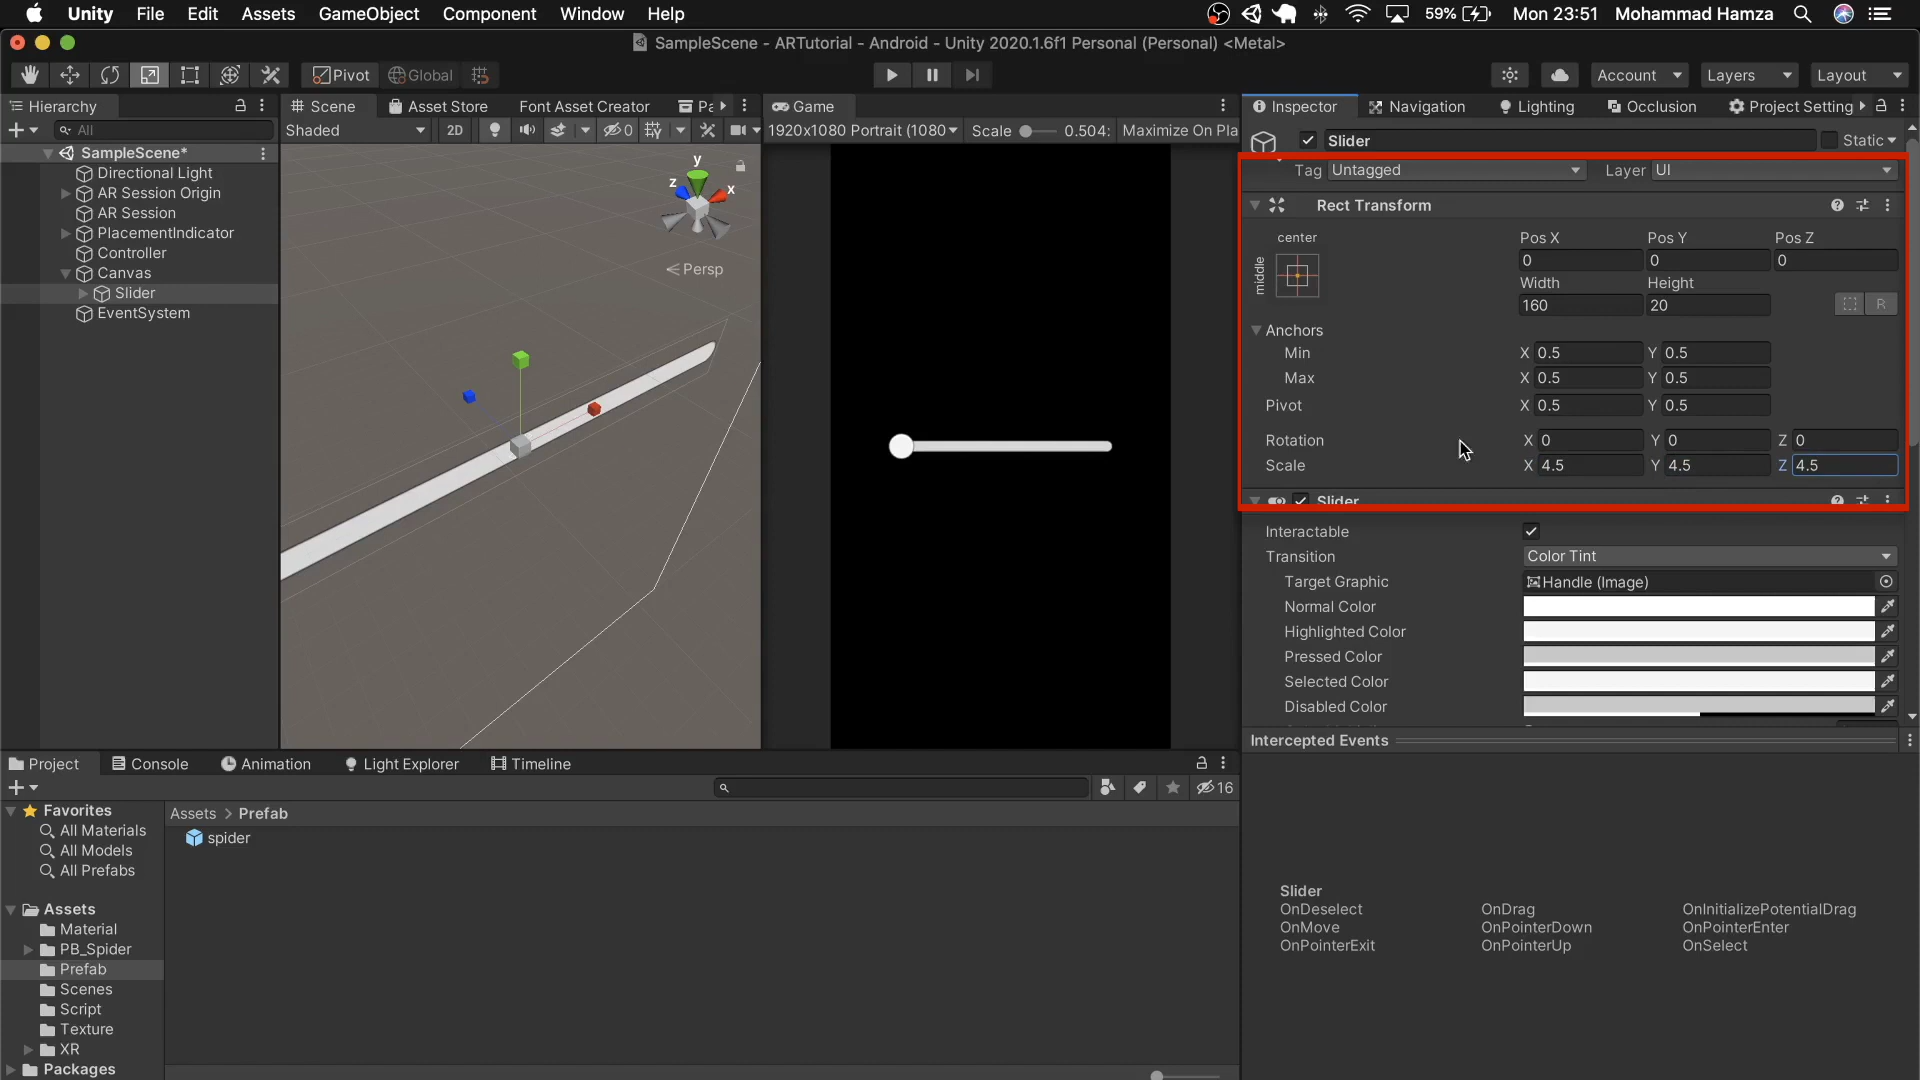 Unity File Edit Assets GameObject Component Window Help 59% Mon 23:51 Mohammad Hamza
SampleScene - ARTutorial - Android - Unity 2020.1.6f1 Personal (Personal) <Metal>
Pivot Global Account Layers Layout
Hierarchy Scene Asset Store Font Asset Creator Game Inspector Navigation Lighting Occlusion Project Setting
All Shaded 2D 0 1920x1080 Portrait (1080 Scale 0.504: Maximize On Pla
Slider Static
SampleScene*
Directional Light
AR Session Origin
AR Session
PlacementIndicator
Controller
Canvas
Slider
EventSystem
y
z x
Persp
Tag Untagged Layer UI
Rect Transform
center
middle
Pos X Pos Y Pos Z
0 0 0
Width Height
160 20 R
Anchors
Min X 0.5 Y 0.5
Max X 0.5 Y 0.5
Pivot X 0.5 Y 0.5
Rotation X 0 Y 0 Z 0
Scale X 4.5 Y 4.5 Z 4.5
Slider
Interactable
Transition Color Tint
Target Graphic Handle (Image)
Normal Color
Highlighted Color
Pressed Color
Selected Color
Disabled Color
Intercepted Events
Slider
OnDeselect OnDrag OnInitializePotentialDrag
OnMove OnPointerDown OnPointerEnter
OnPointerExit OnPointerUp OnSelect
Project Console Animation Light Explorer Timeline
16
Favorites
All Materials
All Models
All Prefabs
Assets
Material
PB_Spider
Prefab
Scenes
Script
Texture
XR
Packages
Assets > Prefab
spider